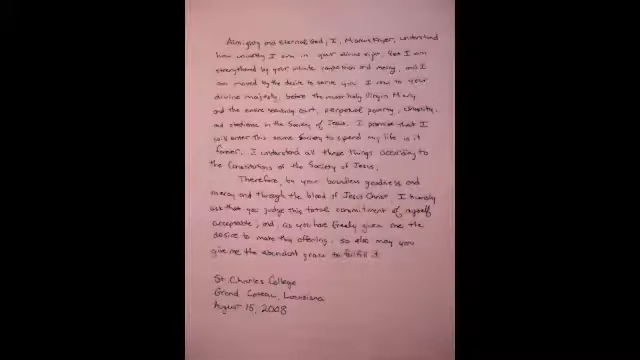 Almighty and Eternal God, I, understand
how unworthy I am in your divine sight. Yet I am
strengthened by your infinite compassion and mercy, and I
am moved by the desire to serve you. I vow to your
divine majesty, before the most holy Virgin Mary
and the entire heavenly court, perpetual poverty, chastity,
and obedience in the Society of Jesus. I promise that I
will enter this same Society to spend my life in it
forever. I understand all these things according to
the Constitutions of the Society of Jesus.
Therefore, by your boundless goodness and
mercy and through the blood of Jesus Christ I humbly
ask that you judge this total commitment of myself
acceptable; and, as you have freely given me the
desire to make this offering, so also may you
give me the abundant grace to fulfill it
St. Charles College
Grand Coteau, Louisiana
August 15, 2008